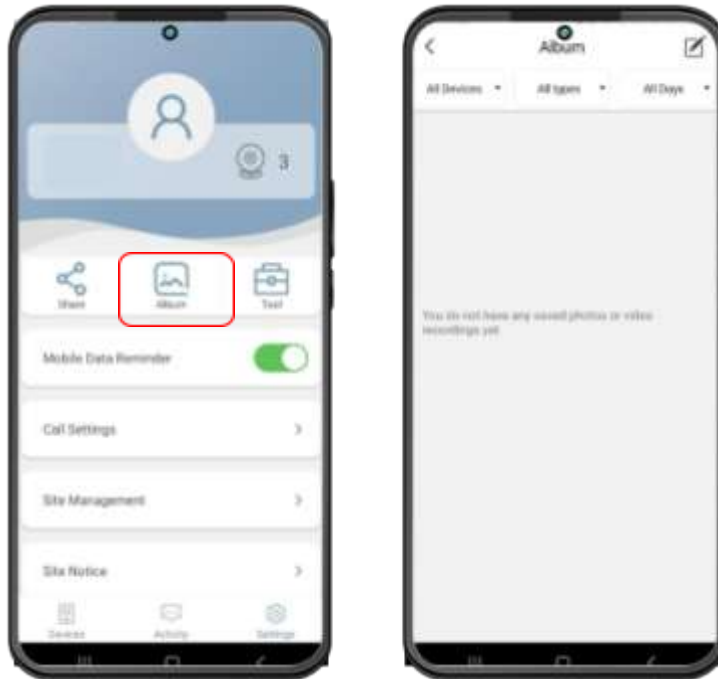 3
Share Album Tool
Mobile Data Reminder
Call Settings
Site Management
Site Notice
Devices Activity Settings
Album
All Devices All types All Days
You do not have any saved photos or video
recordings yet